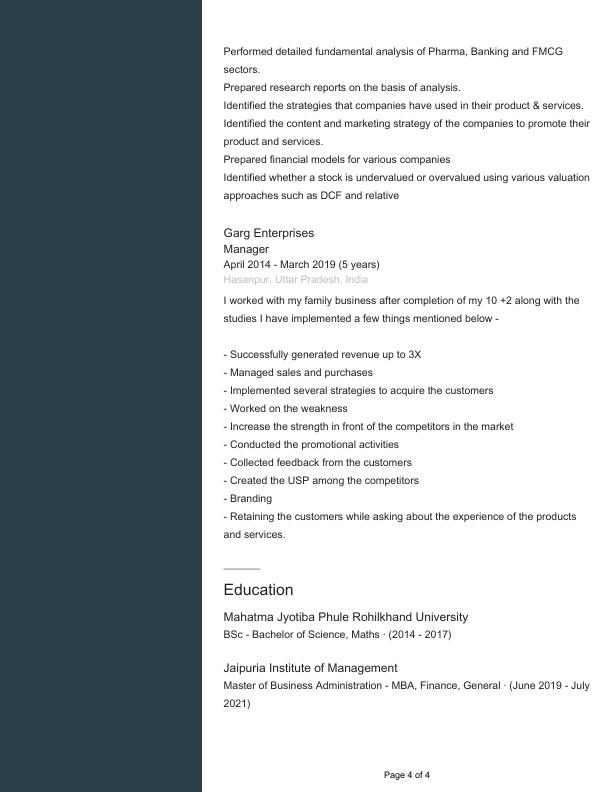 Performed detailed fundamental analysis of Pharma, Banking and FMCG
sectors.
Prepared research reports on the basis of analysis.
Identified the strategies that companies have used in their product & services.
Identified the content and marketing strategy of the companies to promote their
product and services.
Prepared financial models for various companies
Identified whether a stock is undervalued or overvalued using various valuation
approaches such as DCF and relative
Garg Enterprises
Manager
April 2014 - March 2019 (5 years)
Hasanpur, Uttar Pradesh, India
I worked with my family business after completion of my 10 +2 along with the
studies I have implemented a few things mentioned below -
- Successfully generated revenue up to 3X
- Managed sales and purchases
- Implemented several strategies to acquire the customers
- Worked on the weakness
- Increase the strength in front of the competitors in the market
- Conducted the promotional activities
- Collected feedback from the customers
- Created the USP among the competitors
- Branding
- Retaining the customers while asking about the experience of the products
and services.
Education
Mahatma Jyotiba Phule Rohilkhand University
BSc - Bachelor of Science, Maths · (2014 - 2017)
Jaipuria Institute of Management
Master of Business Administration - MBA, Finance, General · (June 2019 - July
2021)
Page 4 of 4